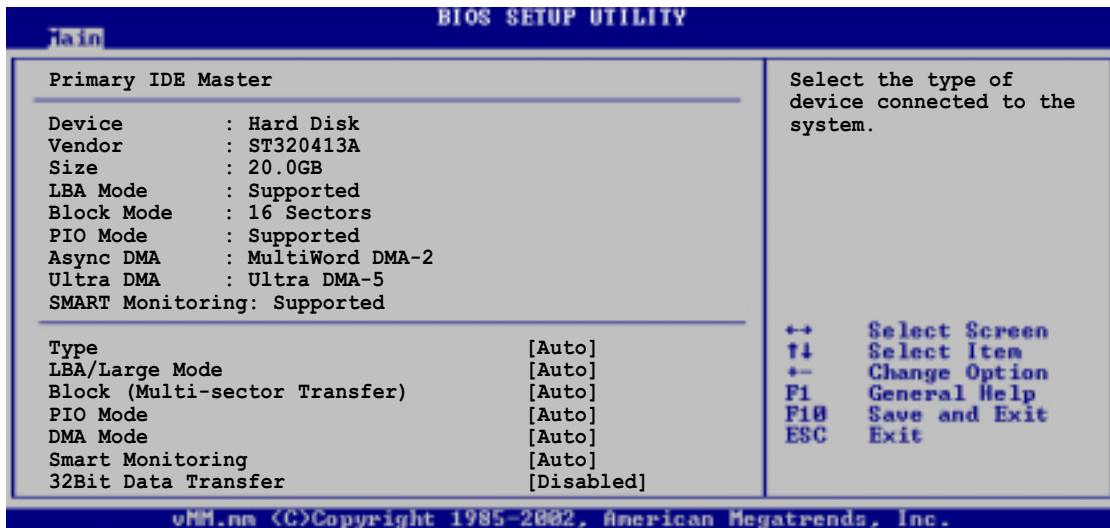 BIOS SETUP UTILITY
Main
Primary IDE Master
Device : Hard Disk
Vendor : ST320413A
Size : 20.0GB
LBA Mode : Supported
Block Mode : 16 Sectors
PIO Mode : Supported
Async DMA : MultiWord DMA-2
Ultra DMA : Ultra DMA-5
SMART Monitoring: Supported
Type [Auto]
LBA/Large Mode [Auto]
Block (Multi-sector Transfer) [Auto]
PIO Mode [Auto]
DMA Mode [Auto]
Smart Monitoring [Auto]
32Bit Data Transfer [Disabled]
Select the type of
device connected to the
system.
←→ Select Screen
↑↓ Select Item
+- Change Option
F1 General Help
F10 Save and Exit
ESC Exit
vMM.mm (C)Copyright 1985-2002, American Megatrends, Inc.